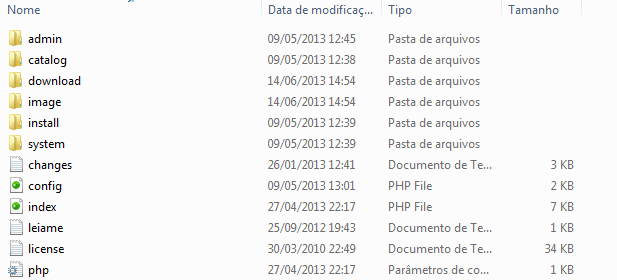 Nome Data de modificaç... Tipo Tamanho
admin 09/05/2013 12:45 Pasta de arquivos
catalog 09/05/2013 12:38 Pasta de arquivos
download 14/06/2013 14:54 Pasta de arquivos
image 14/06/2013 14:54 Pasta de arquivos
install 09/05/2013 12:39 Pasta de arquivos
system 09/05/2013 12:39 Pasta de arquivos
changes 26/01/2013 12:41 Documento de Te... 3 KB
config 09/05/2013 13:01 PHP File 2 KB
index 27/04/2013 22:17 PHP File 7 KB
leiame 25/09/2012 19:43 Documento de Te... 1 KB
license 30/03/2010 22:49 Documento de Te... 34 KB
php 27/04/2013 22:17 Parâmetros de co... 1 KB